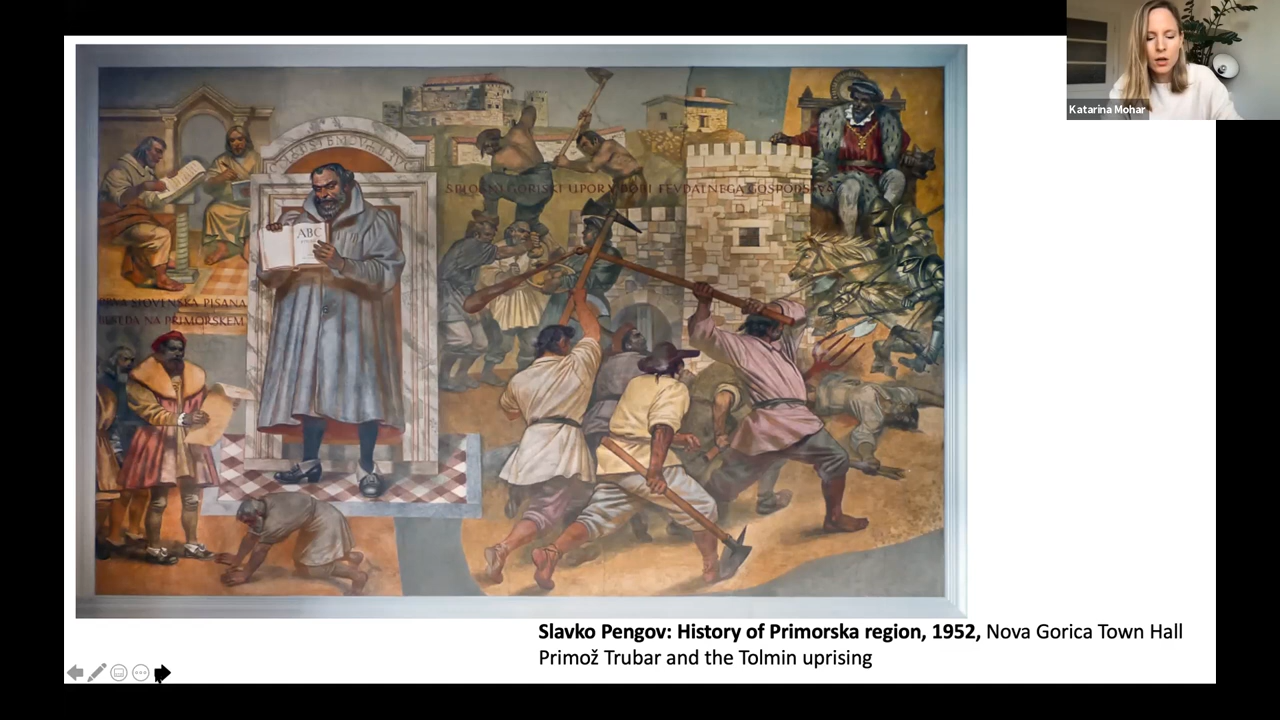 Katarina Mohar
ABC
SPLOŠNI GORIŠKI UPOR V DOBI FEVDALNEGA GOSPODSTVA
PRVA SLOVENSKA PISANA
BESEDA NA PRIMORSKEM
Slavko Pengov: History of Primorska region, 1952, Nova Gorica Town Hall
Primož Trubar and the Tolmin uprising